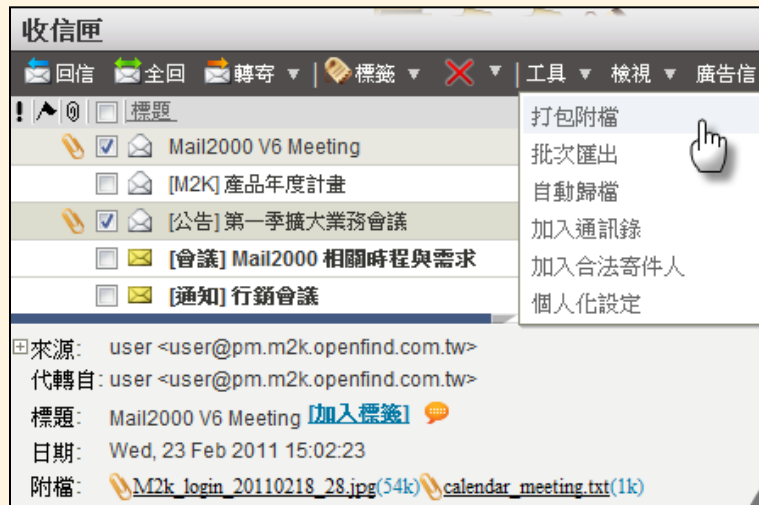 收信匣
回信 全回 轉寄 ▼ | 標籤 ▼ ▼ | 工具 ▼ 檢視 ▼ 廣告信
標題
打包附檔
Mail2000 V6 Meeting
批次匯出
[M2K] 產品年度計畫
自動歸檔
[公告] 第一季擴大業務會議
加入通訊錄
[會議] Mail2000 相關時程與需求
加入合法寄件人
[通知] 行銷會議
個人化設定
來源: user <user@pm.m2k.openfind.com.tw>
代轉自: user <user@pm.m2k.openfind.com.tw>
標題: Mail2000 V6 Meeting [加入標籤]
日期: Wed, 23 Feb 2011 15:02:23
附檔: M2k_login_20110218_28.jpg(54k) calendar_meeting.txt(1k)